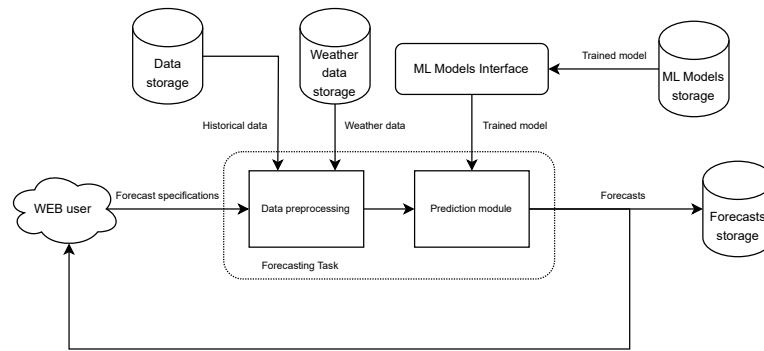 Data
storage
Weather
data
storage
ML Models Interface
Trained model
ML Models
storage
Historical data
Weather data
Trained model
WEB user
Forecast specifications
Data preprocessing
Prediction module
Forecasts
Forecasts
storage
Forecasting Task